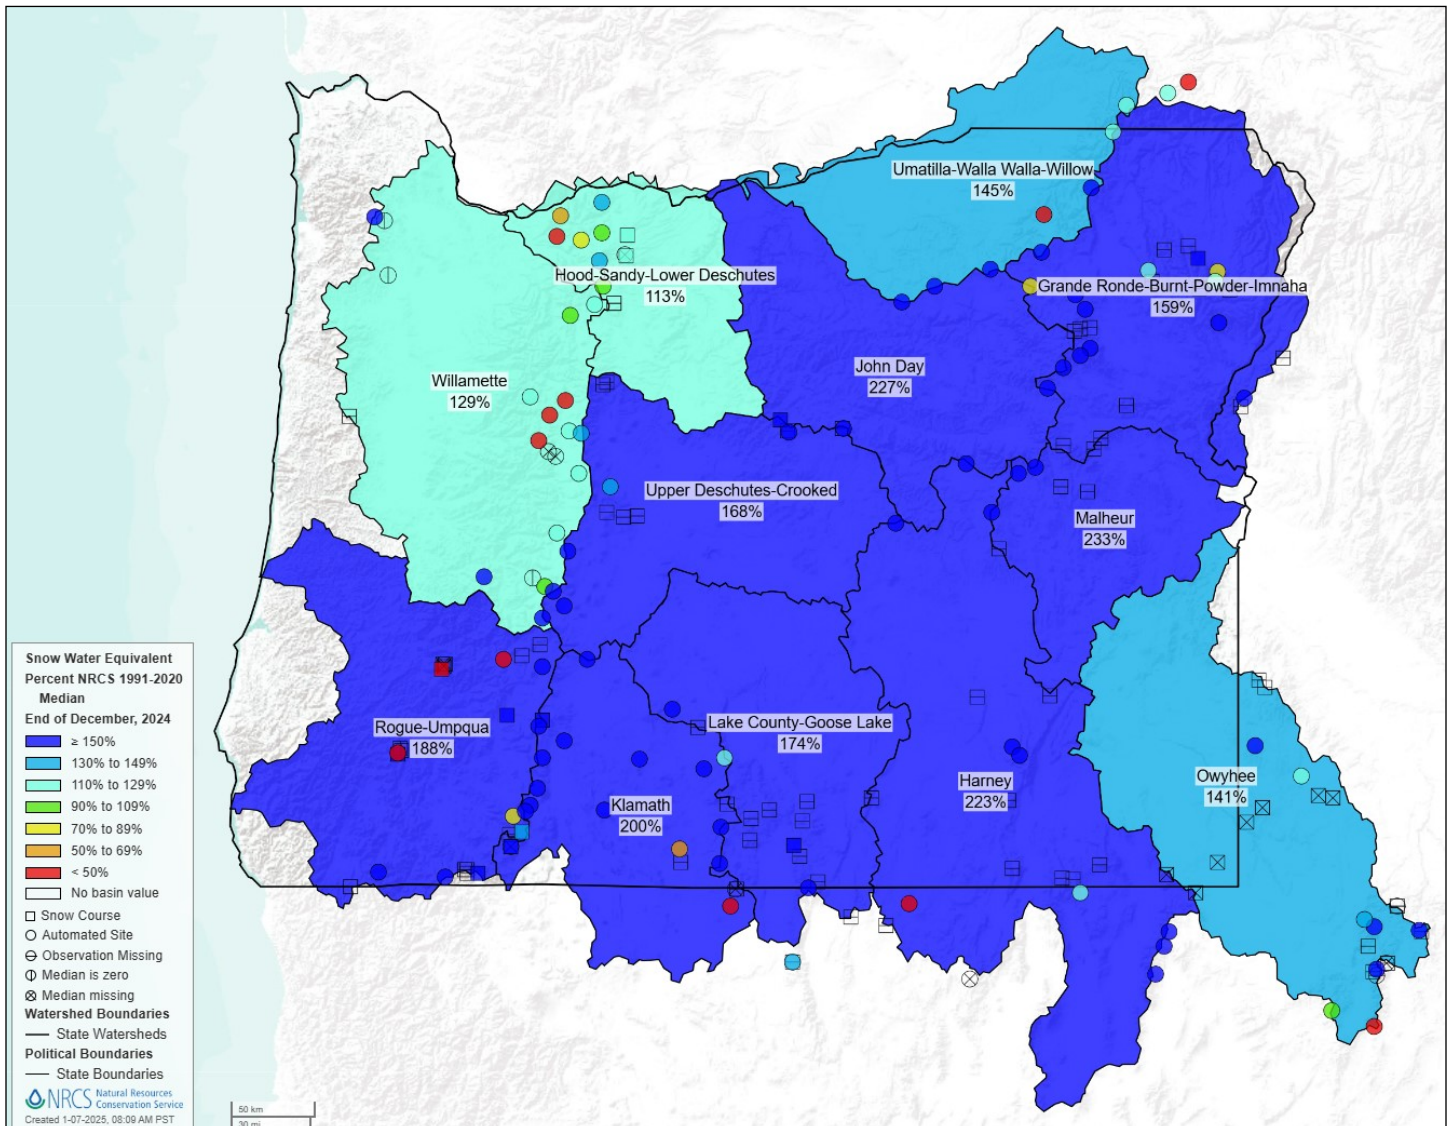 Umatilla-Walla Walla-Willow
145%
Hood-Sandy-Lower Deschutes
113%
Grande Ronde-Burnt-Powder-Imnaha
159%
John Day
227%
Willamette
129%
Upper Deschutes-Crooked
168%
Malheur
233%
Rogue-Umpqua
188%
Lake County-Goose Lake
174%
Klamath
200%
Harney
223%
Owyhee
141%
Snow Water Equivalent
Percent NRCS 1991-2020
Median
End of December, 2024
≥ 150%
130% to 149%
110% to 129%
90% to 109%
70% to 89%
50% to 69%
< 50%
No basin value
Snow Course
Automated Site
Observation Missing
Median is zero
Median missing
Watershed Boundaries
State Watersheds
Political Boundaries
State Boundaries
NRCS Natural Resources
Conservation Service
Created 1-07-2025, 08:09 AM PST
50 km
30 mi